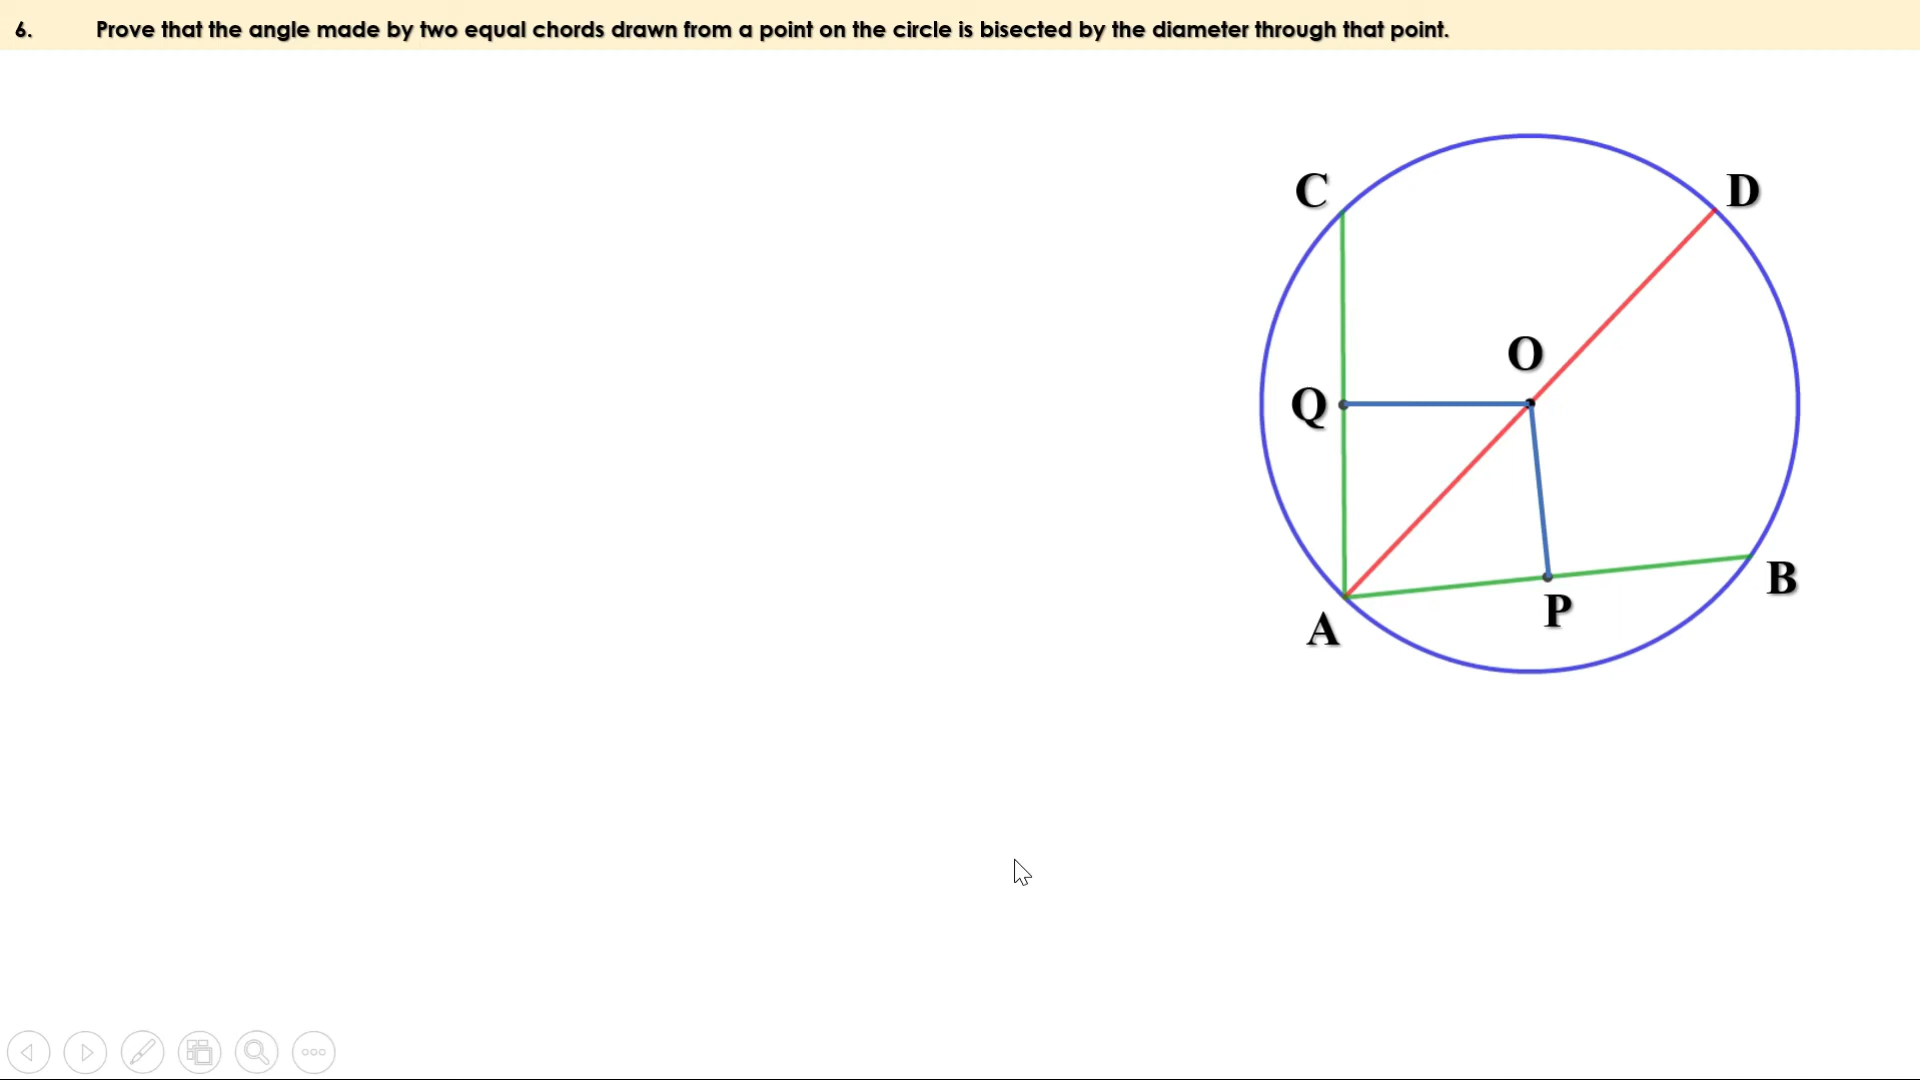 6. Prove that the angle made by two equal chords drawn from a point on the circle is bisected by the diameter through that point.
C
D
O
Q
B
P
A